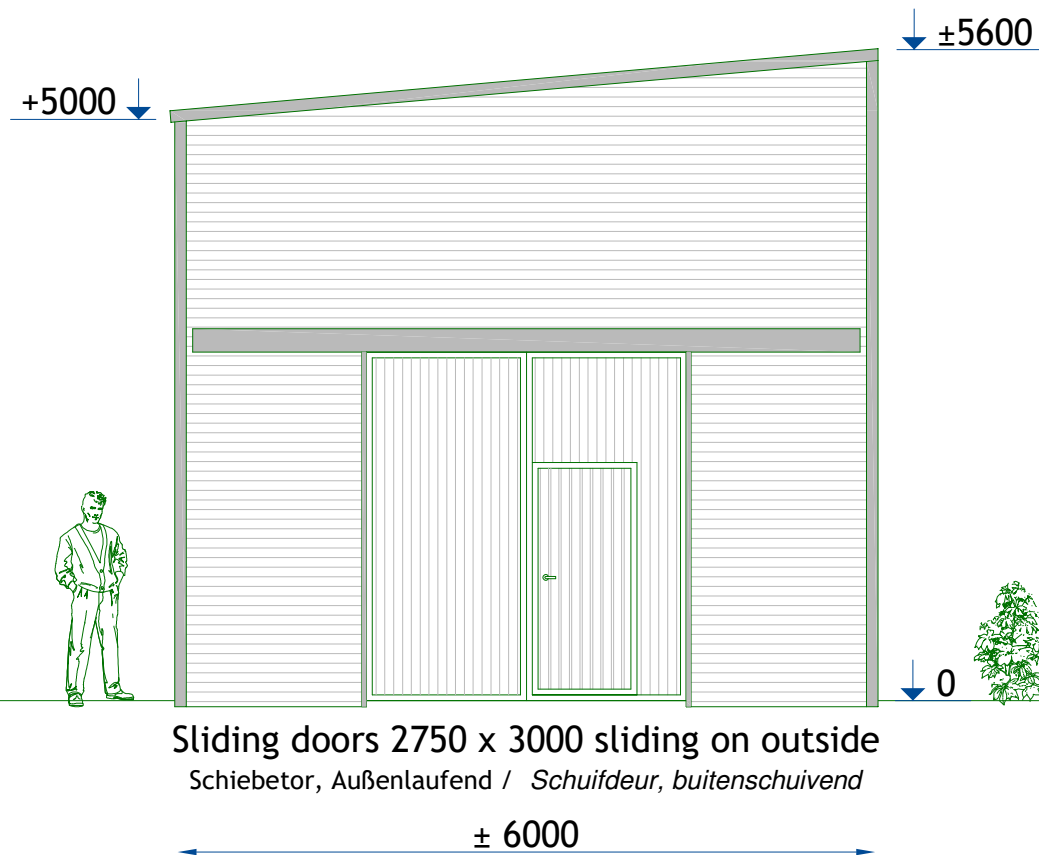 ±5600
+5000
0
Sliding doors 2750 x 3000 sliding on outside
Schiebetor, Außenlaufend / Schuifdeur, buitenschuivend
± 6000